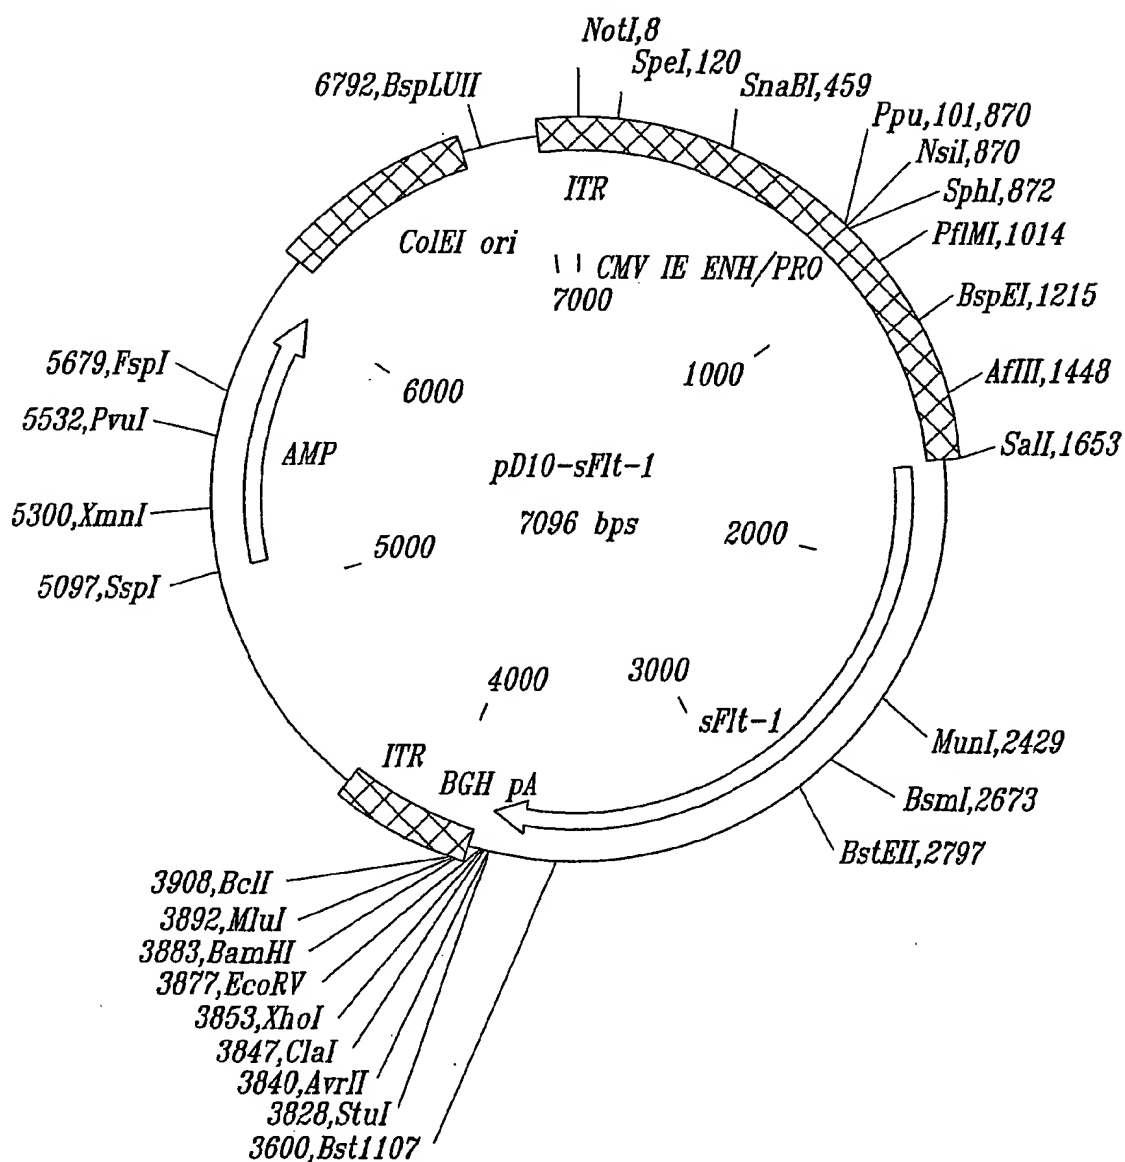 NotI,8
SpeI,120
SnaBI,459
6792,BspLUII
Ppu,101,870
NsiI,870
SphI,872
PflMI,1014
BspEI,1215
AflII,1448
SalI,1653
ITR
ColEI ori
CMV IE ENH/PRO
7000
1000
6000
5679,FspI
5532,PvuI
AMP
pD10-sFlt-1
7096 bps
5300,XmnI
5000
2000
5097,SspI
4000
3000
sFlt-1
MunI,2429
BsmI,2673
BstEII,2797
ITR
BGH pA
3908,BclI
3892,MluI
3883,BamHI
3877,EcoRV
3853,XhoI
3847,ClaI
3840,AvrII
3828,StuI
3600,Bst1107